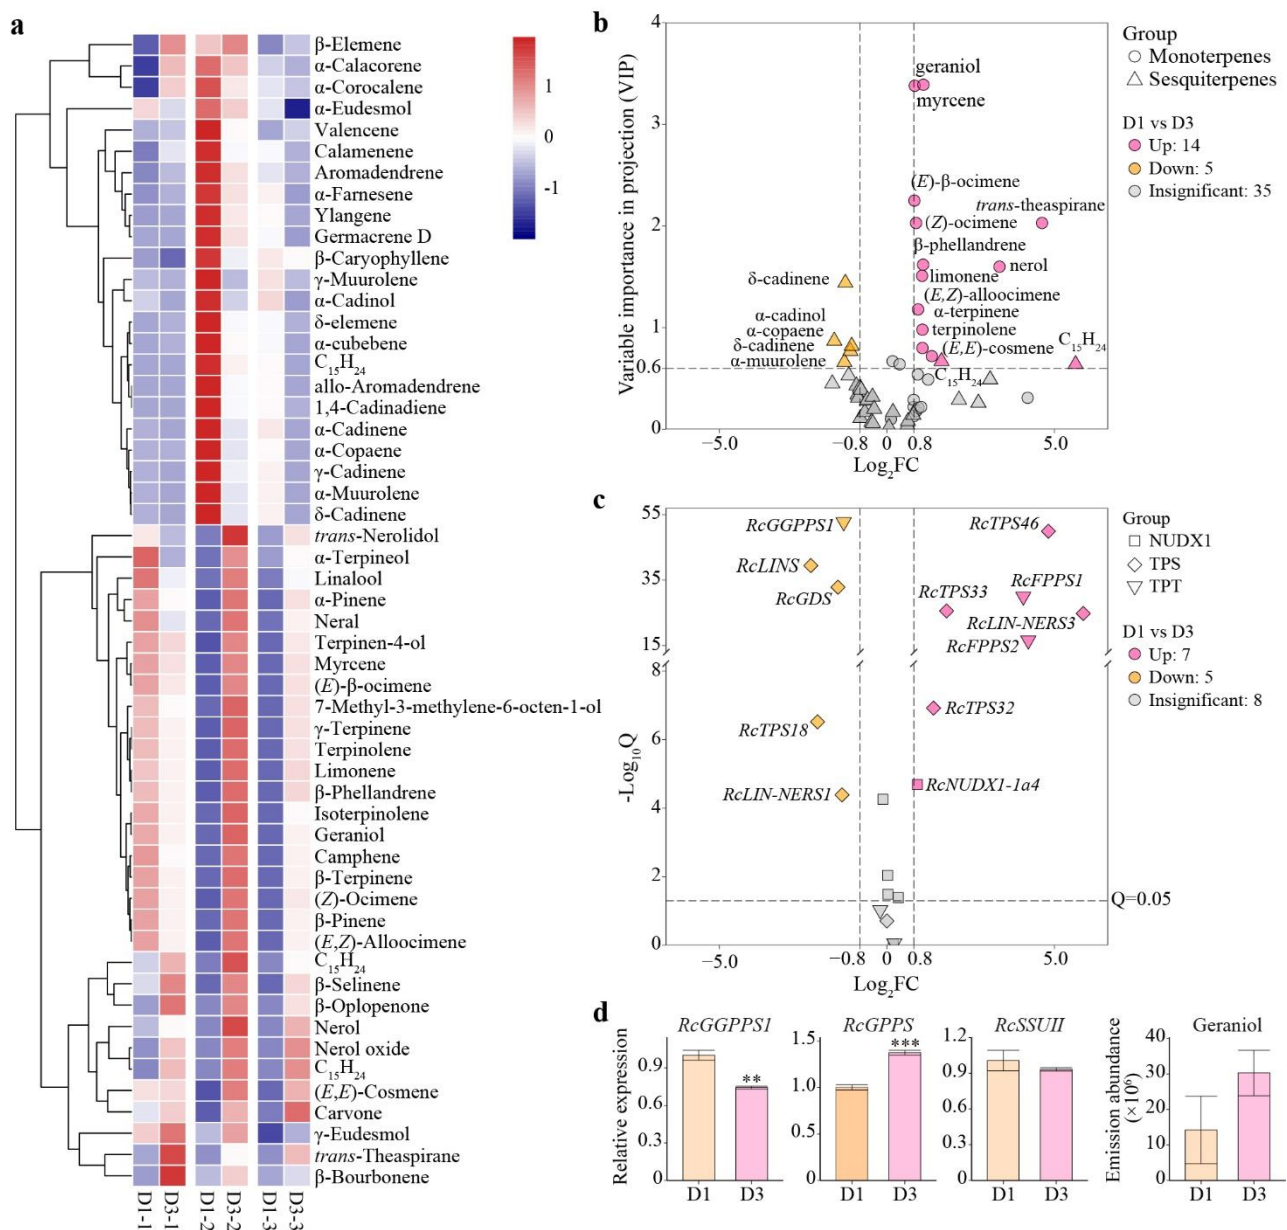 a
β-Elemene
α-Calacorene
α-Corocalene
α-Eudesmol
Valencene
Calamenene
Aromadendrene
α-Farnesene
Ylangene
Germacrene D
β-Caryophyllene
γ-Muurolene
α-Cadinol
δ-elemene
α-cubebene
C₁₅H₂₄
allo-Aromadendrene
1,4-Cadinadiene
α-Cadinene
α-Copaene
γ-Cadinene
α-Muurolene
δ-Cadinene
trans-Nerolidol
α-Terpineol
Linalool
α-Pinene
Neral
Terpinen-4-ol
Myrcene
(E)-β-ocimene
7-Methyl-3-methylene-6-octen-1-ol
γ-Terpinene
Terpinolene
Limonene
β-Phellandrene
Isoterpinolene
Geraniol
Camphene
β-Terpinene
(Z)-Ocimene
β-Pinene
(E,Z)-Alloocimene
C₁₅H₂₄
β-Selinene
β-Oplopenone
Nerol
Nerol oxide
C₁₅H₂₄
(E,E)-Cosmene
Carvone
γ-Eudesmol
trans-Theaspirane
β-Bourbonene
D1-1
D3-1
D1-2
D3-2
D1-3
D3-3
1
0
-1
b
Variable importance in projection (VIP)
4
3
2
1
0.6
0
geraniol
myrcene
(E)-β-ocimene
trans-theaspirane
(Z)-ocimene
β-phellandrene
nerol
limonene
(E,Z)-alloocimene
α-terpinene
terpinolene
(E,E)-cosmene
C₁₅H₂₄
C₁₅H₂₄
δ-cadinene
α-cadinol
α-copaene
δ-cadinene
α-muurolene
−5.0
−0.8
0
0.8
5.0
Log₂FC
Group
Monoterpenes
Sesquiterpenes
D1 vs D3
Up: 14
Down: 5
Insignificant: 35
c
-Log₁₀Q
55
35
15
8
6
4
2
0
RcGGPPS1
RcTPS46
RcLINS
RcGDS
RcTPS33
RcFPPS1
RcLIN-NERS3
RcFPPS2
RcTPS18
RcTPS32
RcLIN-NERS1
RcNUDX1-1a4
Q=0.05
−5.0
−0.8
0
0.8
5.0
Log₂FC
Group
NUDX1
TPS
TPT
D1 vs D3
Up: 7
Down: 5
Insignificant: 8
d
Relative expression
RcGGPPS1
0.9
0.6
0.3
0
**
D1
D3
RcGPPS
1.5
1.0
0.5
0
***
D1
D3
RcSSUII
1.2
0.9
0.6
0.3
0
D1
D3
Geraniol
Emission abundance
(×10⁶)
40
30
20
10
0
D1
D3